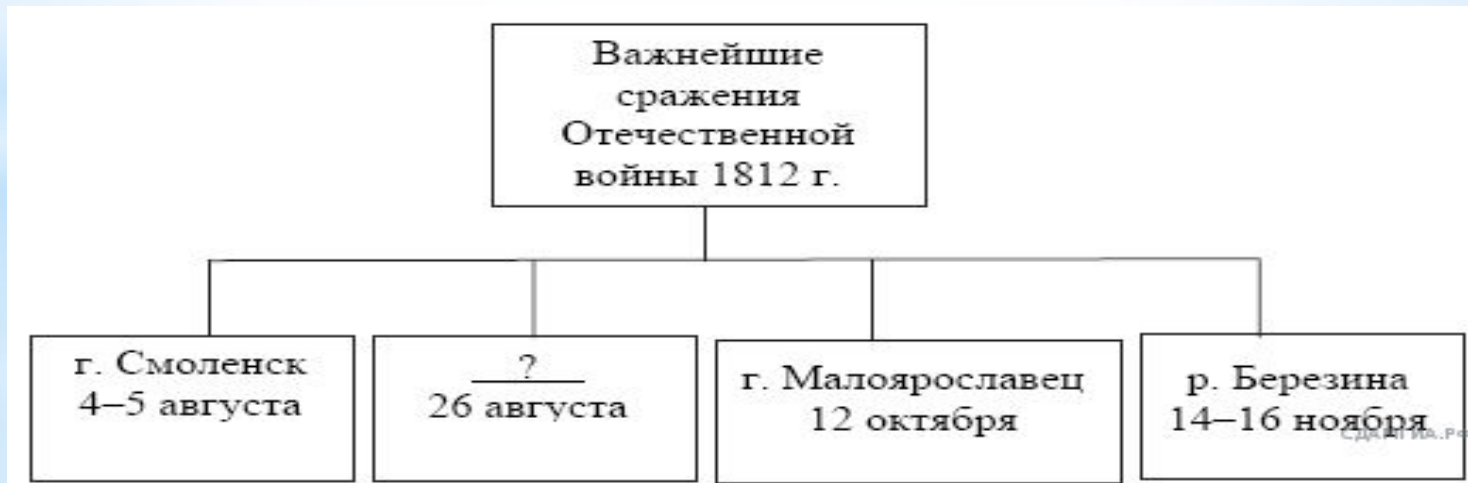 Важнейшие
сражения
Отечественной
войны 1812 г.
г. Смоленск
4–5 августа
?
26 августа
г. Малоярославец
12 октября
р. Березина
14–16 ноября